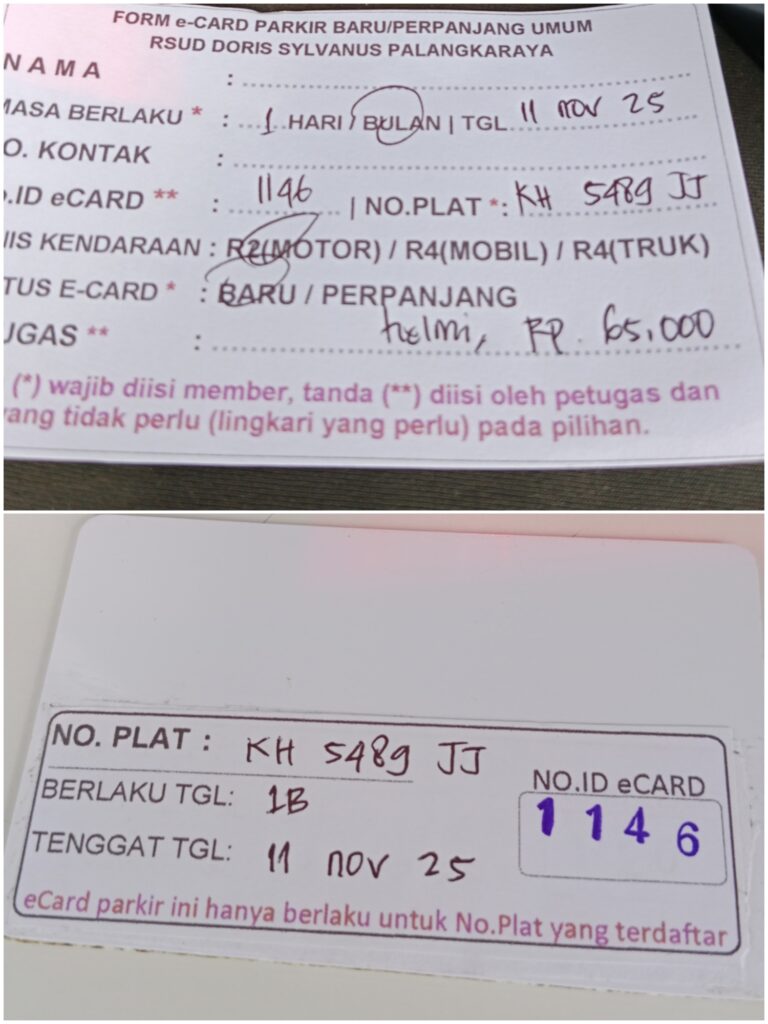 FORM e-CARD PARKIR BARU/PERPANJANG UMUM
RSUD DORIS SYLVANUS PALANGKARAYA
NAMA :
MASA BERLAKU * : 1 HARI / BULAN | TGL 11 nov 25
O. KONTAK :
.ID eCARD ** : 1146 | NO.PLAT *: KH 5489 JJ
NIS KENDARAAN : R2(MOTOR) / R4(MOBIL) / R4(TRUK)
TUS E-CARD * : BARU / PERPANJANG
UGAS ** : helmi, RP. 65.000
(*) wajib diisi member, tanda (**) diisi oleh petugas dan
yang tidak perlu (lingkari yang perlu) pada pilihan.
NO. PLAT : KH 5489 JJ
BERLAKU TGL: 1B
TENGGAT TGL: 11 nov 25
NO.ID eCARD
1146
eCard parkir ini hanya berlaku untuk No.Plat yang terdaftar